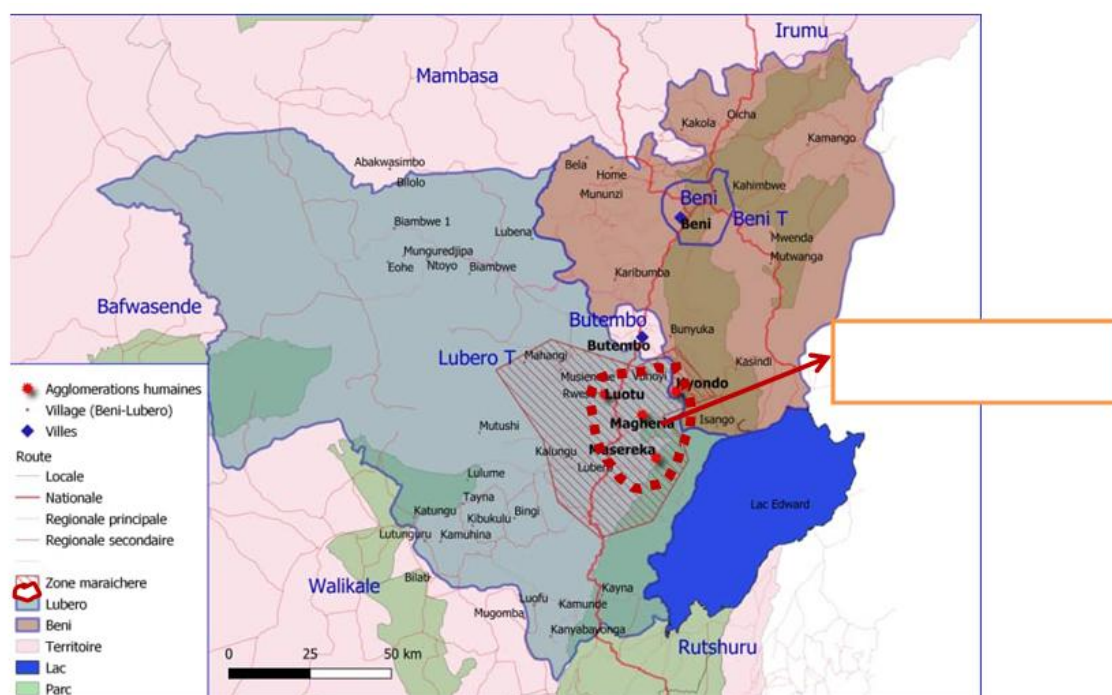 Irumu
Mambasa
Kakola
Oicha
Kamango
Abakwasimbo
Bilolo
Bela
Home
Mununzi
Kahimbwe
Beni
Beni
Beni T
Biambwe 1
Lubena
Mwenda
Mutwanga
Munguredjipa
Eohe
Ntoyo
Biambwe
Karibumba
Bafwasende
Butembo
Butembo
Bunyuka
Lubero T
Mahangi
Kasindi
Vuhoyi
Kyondo
Luotu
Magheria
Isango
Mutushi
Masereka
Kalungu
Lulume
Tayna
Katungu
Kibukulu
Bingi
Lutunguru
Kamuhina
Lac Edward
Bilati
Walikale
Luofu
Mugomba
Kamunde
Kayna
Kanyabayonga
Rutshuru
Agglomerations humaines
Village (Beni-Lubero)
Villes
Route
Locale
Nationale
Regionale principale
Regionale secondaire
Zone maraichere
Lubero
Beni
Territoire
Lac
Parc
0 25 50 km